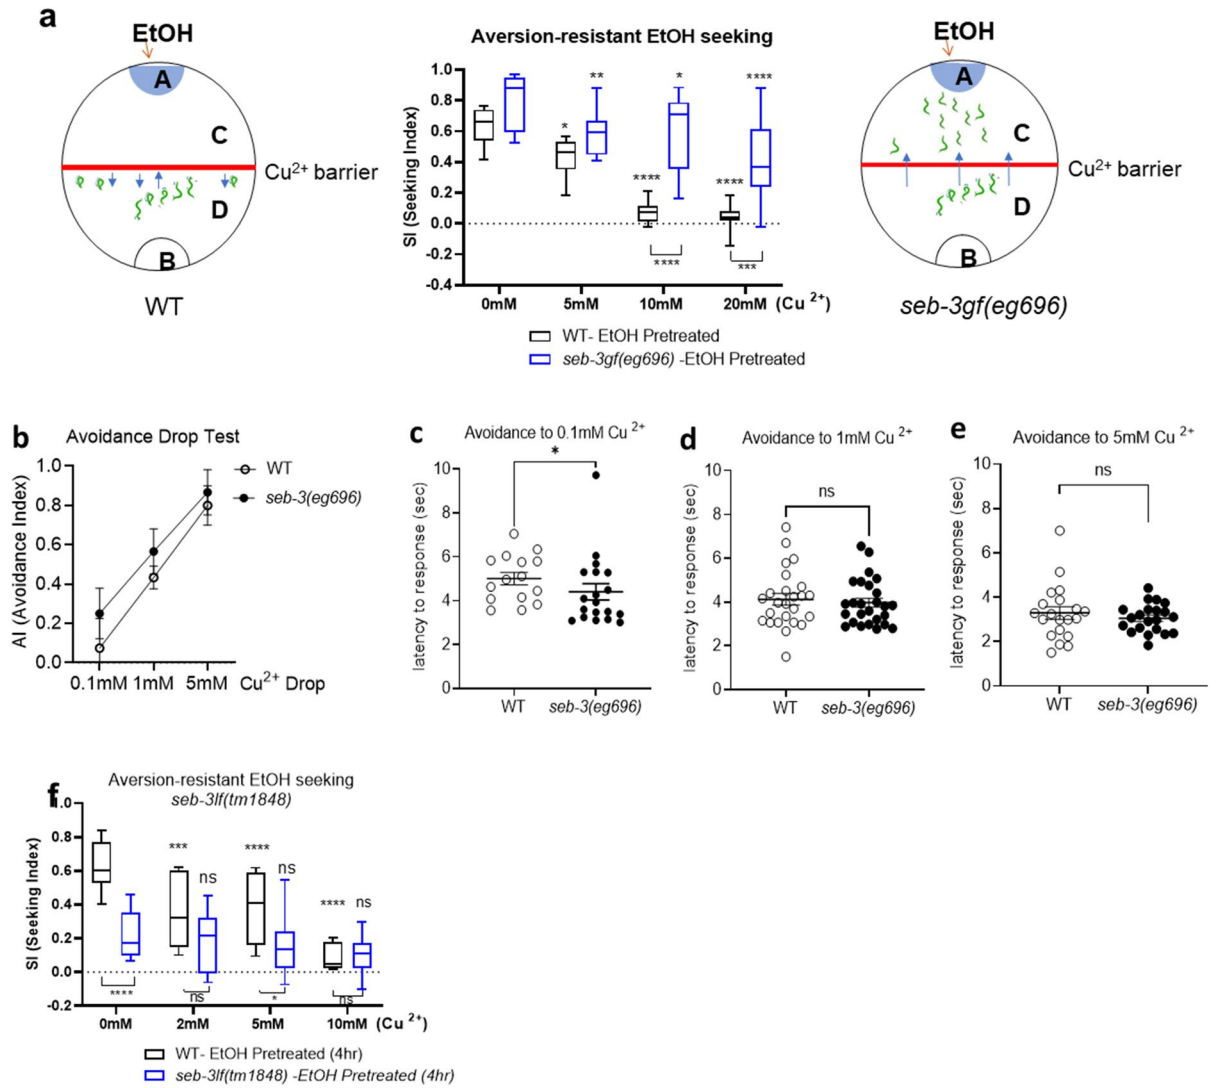 a
EtOH
A
C
Cu2+ barrier
D
B
WT
Aversion-resistant EtOH seeking
SI (Seeking Index)
1.0
0.8
0.6
0.4
0.2
0.0
-0.2
-0.4
* ** **** * **** ****
**** ***
0mM 5mM 10mM 20mM (Cu 2+)
WT- EtOH Pretreated
seb-3gf(eg696) -EtOH Pretreated
EtOH
A
C
Cu2+ barrier
D
B
seb-3gf(eg696)
b
Avoidance Drop Test
AI (Avoidance Index)
1.0
0.8
0.6
0.4
0.2
0.0
0.1mM 1mM 5mM Cu2+ Drop
WT
seb-3(eg696)
c
Avoidance to 0.1mM Cu 2+
latency to response (sec)
10
8
6
4
2
0
*
WT seb-3(eg696)
d
Avoidance to 1mM Cu 2+
latency to response (sec)
10
8
6
4
2
0
ns
WT seb-3(eg696)
e
Avoidance to 5mM Cu 2+
latency to response (sec)
10
8
6
4
2
0
ns
WT seb-3(eg696)
f
Aversion-resistant EtOH seeking
seb-3lf(tm1848)
SI (Seeking Index)
1.0
0.8
0.6
0.4
0.2
0.0
-0.2
*** ns **** ns **** ns
**** ns * ns
0mM 2mM 5mM 10mM (Cu 2+)
WT- EtOH Pretreated (4hr)
seb-3lf(tm1848) -EtOH Pretreated (4hr)